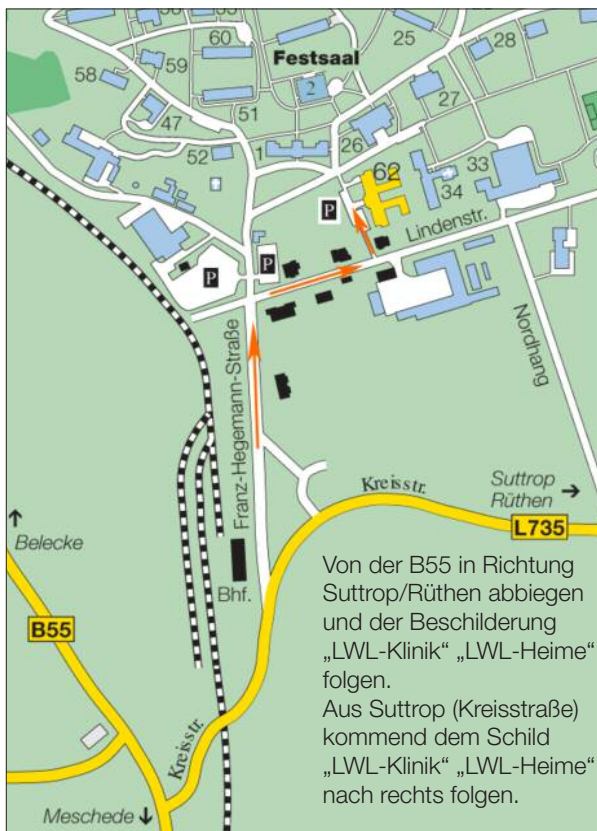 60
25
28
59
Festsaal
58
2
27
51
47
26
1
52
62
33
34
P
Lindenstr.
P
P
Franz-Hegemann-Straße
Nordhang
Kreisstr.
Suttrop
Rüthen →
↑
Belecke
L735
Bhf.
B55
Von der B55 in Richtung
Suttrop/Rüthen abbiegen
und der Beschilderung
„LWL-Klinik“ „LWL-Heime“
folgen.
Aus Suttrop (Kreisstraße)
kommend dem Schild
„LWL-Klinik“ „LWL-Heime“
nach rechts folgen.
Kreisstr.
Meschede ↓